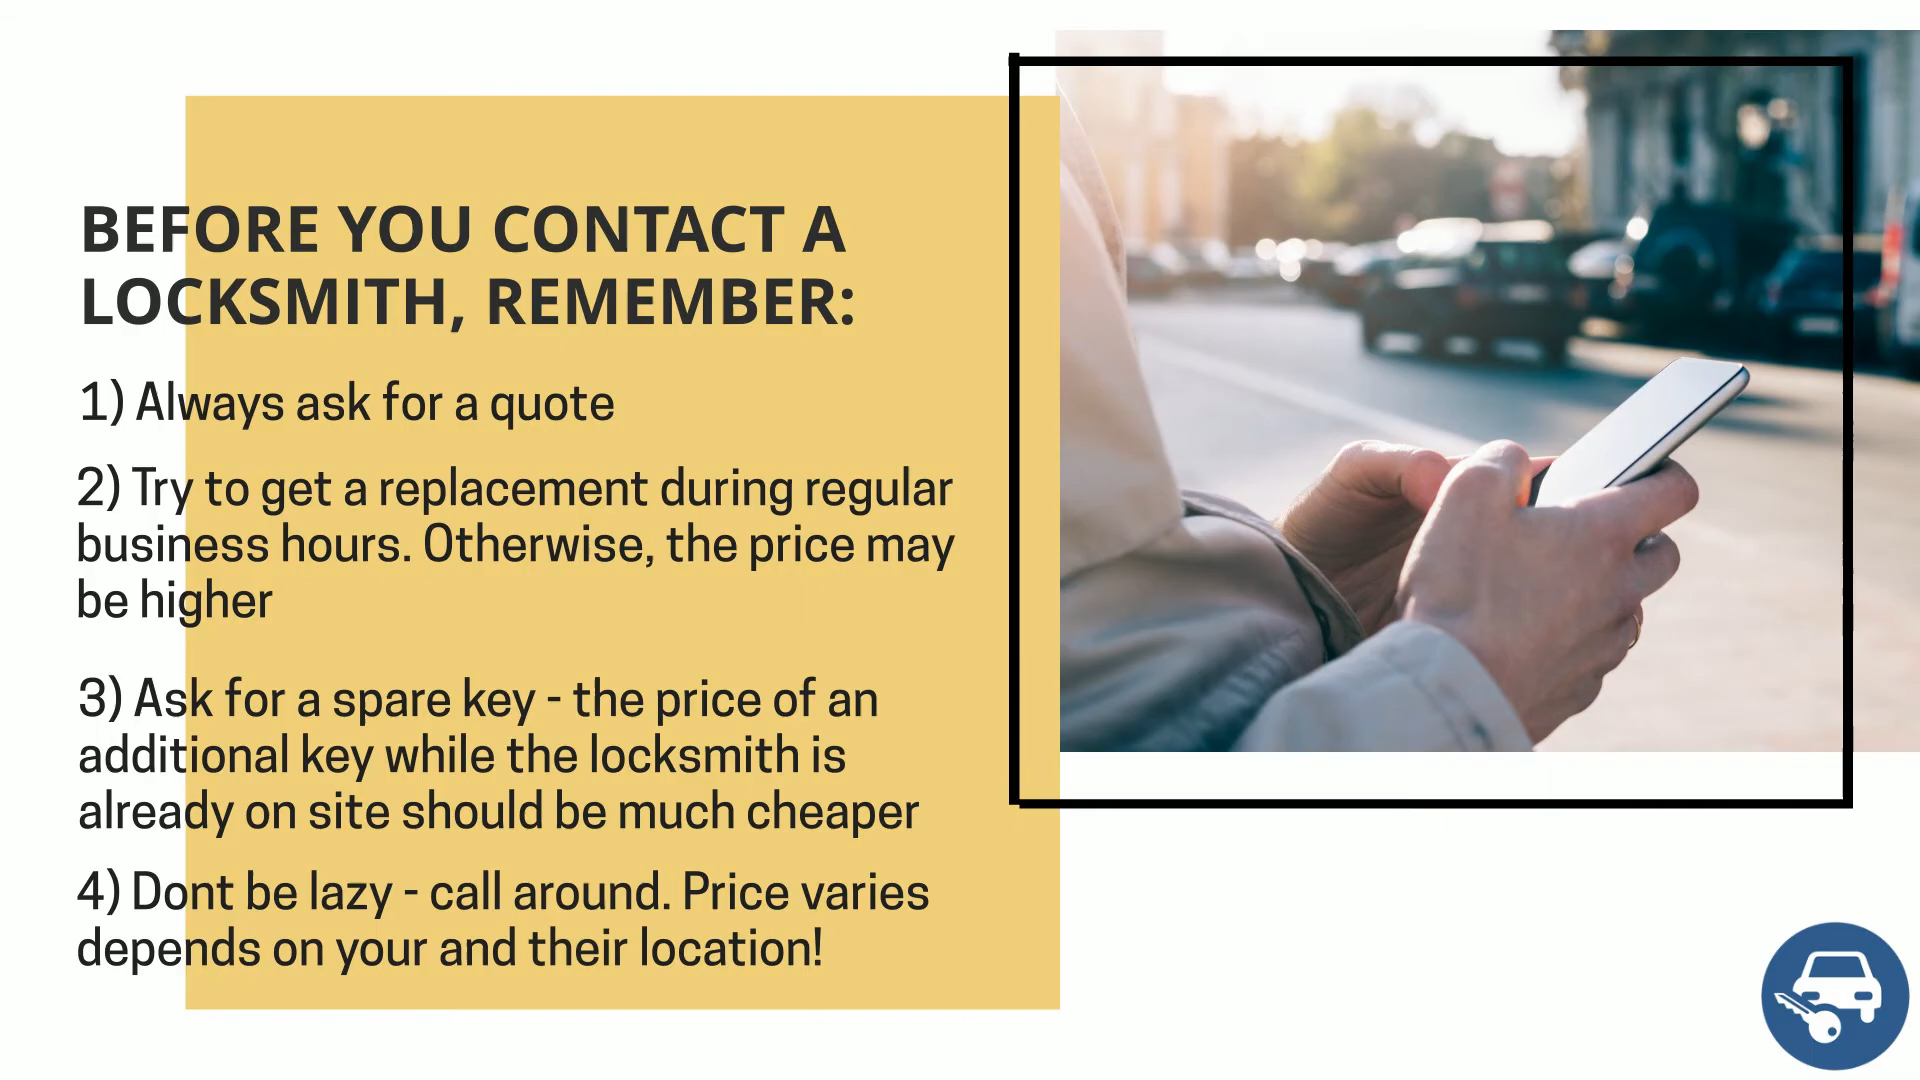 BEFORE YOU CONTACT A
LOCKSMITH, REMEMBER:
1) Always ask for a quote
2) Try to get a replacement during regular
business hours. Otherwise, the price may
be higher
3) Ask for a spare key - the price of an
additional key while the locksmith is
already on site should be much cheaper
4) Dont be lazy - call around. Price varies
depends on your and their location!